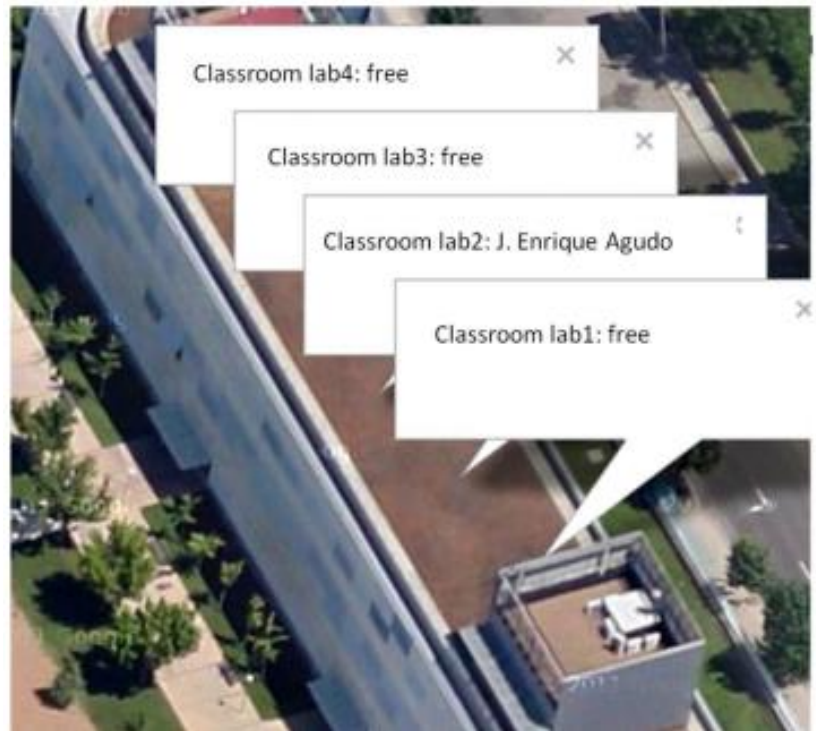 Classroom lab4: free
Classroom lab3: free
Classroom lab2: J. Enrique Agudo
Classroom lab1: free